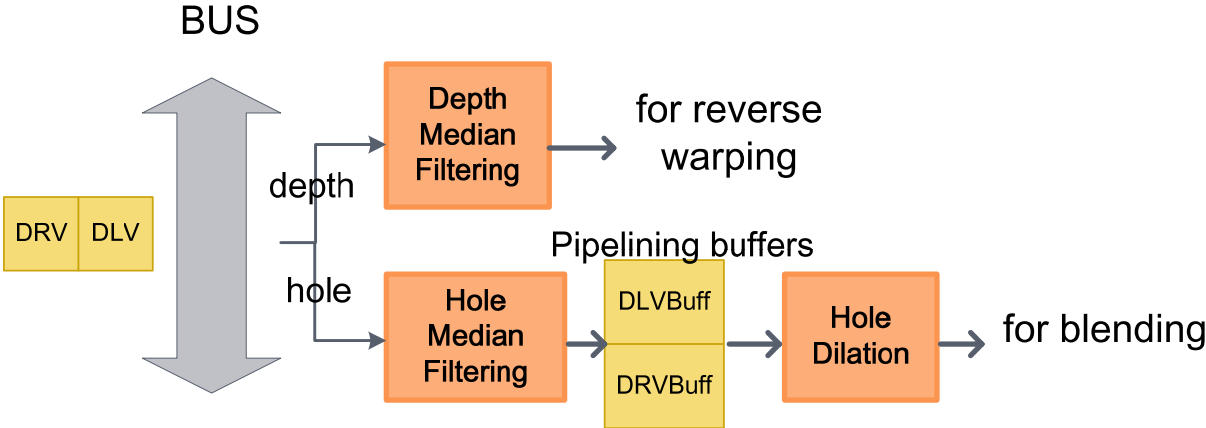 BUS
Depth
Median
Filtering
for reverse
warping
depth
DRV
DLV
Pipelining buffers
hole
Hole
Median
Filtering
DLVBuff
DRVBuff
Hole
Dilation
for blending